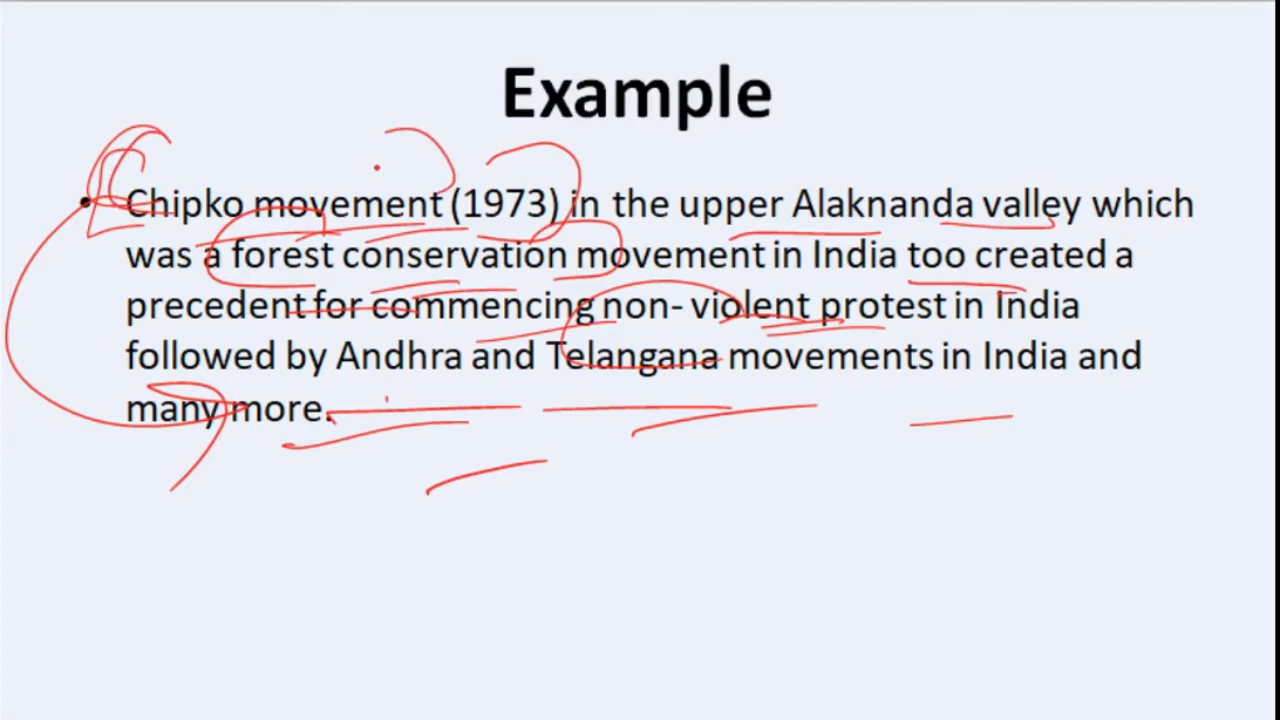 Example
• Chipko movement (1973) in the upper Alaknanda valley which
was a forest conservation movement in India too created a
precedent for commencing non- violent protest in India
followed by Andhra and Telangana movements in India and
many more.